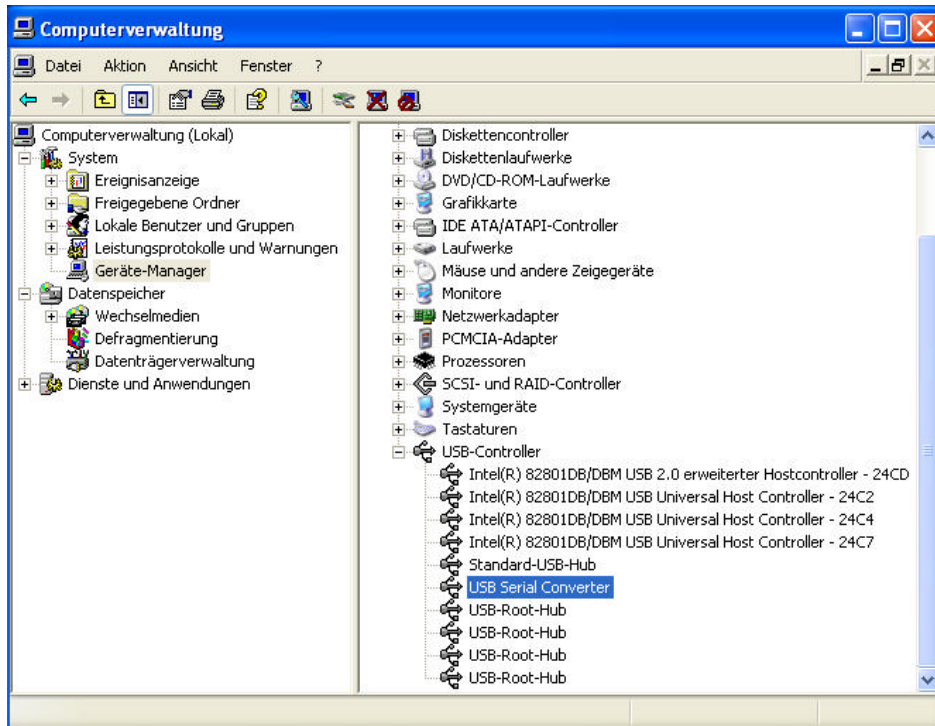 Computerverwaltung
Datei Aktion Ansicht Fenster ?
Computerverwaltung (Lokal)
System
Ereignisanzeige
Freigegebene Ordner
Lokale Benutzer und Gruppen
Leistungsprotokolle und Warnungen
Geräte-Manager
Datenspeicher
Wechselmedien
Defragmentierung
Datenträgerverwaltung
Dienste und Anwendungen
Diskettencontroller
Diskettenlaufwerke
DVD/CD-ROM-Laufwerke
Grafikkarte
IDE ATA/ATAPI-Controller
Laufwerke
Mäuse und andere Zeigegeräte
Monitore
Netzwerkadapter
PCMCIA-Adapter
Prozessoren
SCSI- und RAID-Controller
Systemgeräte
Tastaturen
USB-Controller
Intel(R) 82801DB/DBM USB 2.0 erweiterter Hostcontroller - 24CD
Intel(R) 82801DB/DBM USB Universal Host Controller - 24C2
Intel(R) 82801DB/DBM USB Universal Host Controller - 24C4
Intel(R) 82801DB/DBM USB Universal Host Controller - 24C7
Standard-USB-Hub
USB Serial Converter
USB-Root-Hub
USB-Root-Hub
USB-Root-Hub
USB-Root-Hub